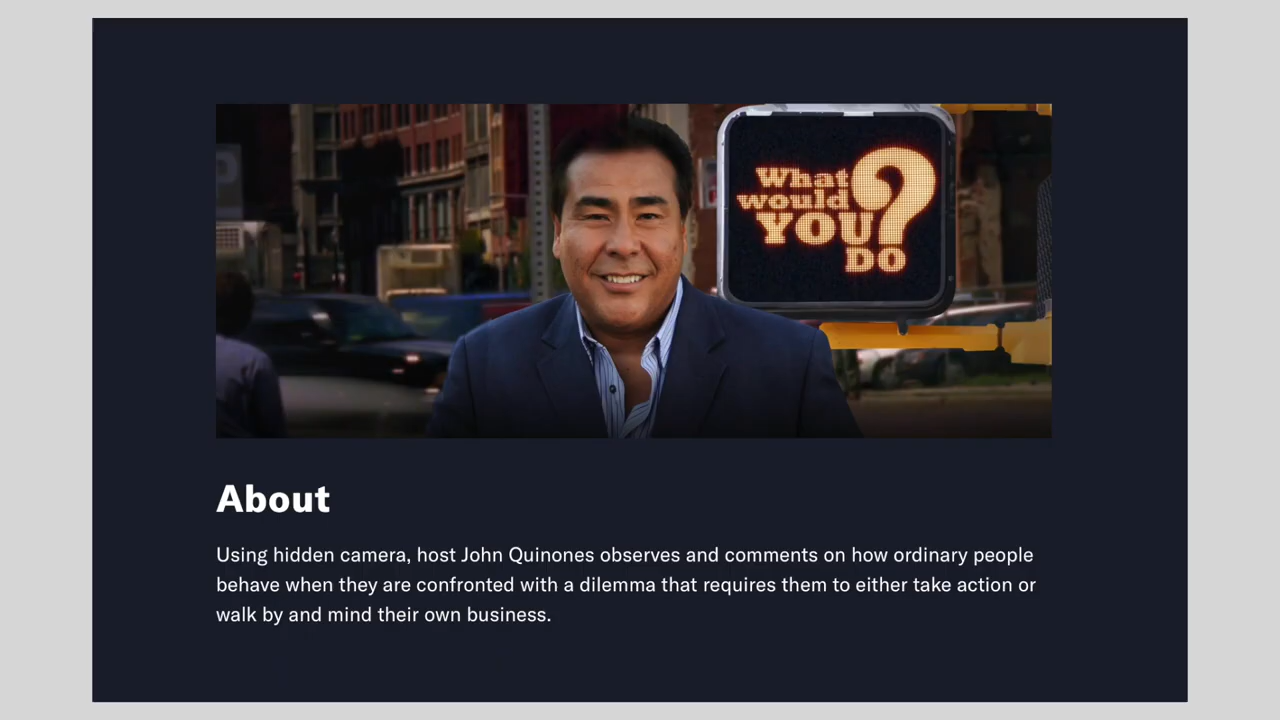 What
would
YOU?
DO
About
Using hidden camera, host John Quinones observes and comments on how ordinary people
behave when they are confronted with a dilemma that requires them to either take action or
walk by and mind their own business.